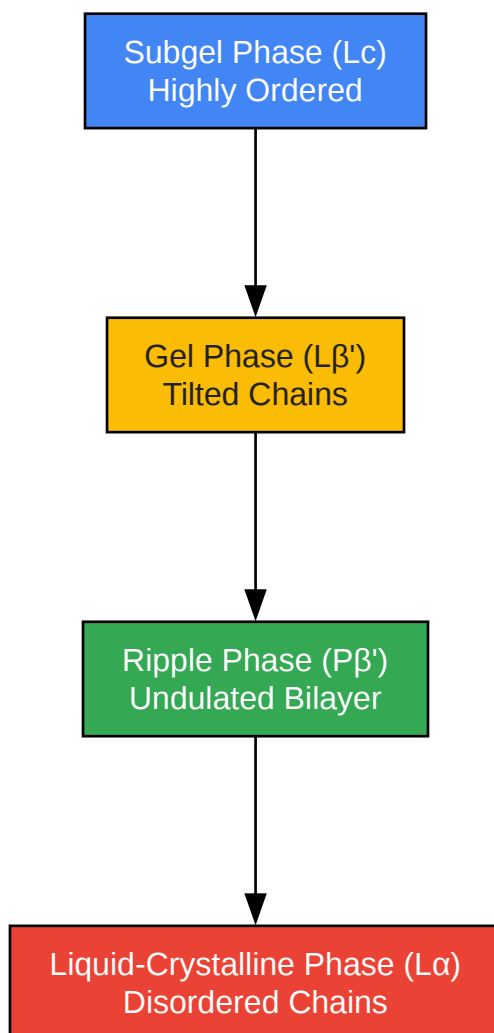 Subgel Phase (Lc)
Highly Ordered
Gel Phase (Lβ')
Tilted Chains
Ripple Phase (Pβ')
Undulated Bilayer
Liquid-Crystalline Phase (Lα)
Disordered Chains